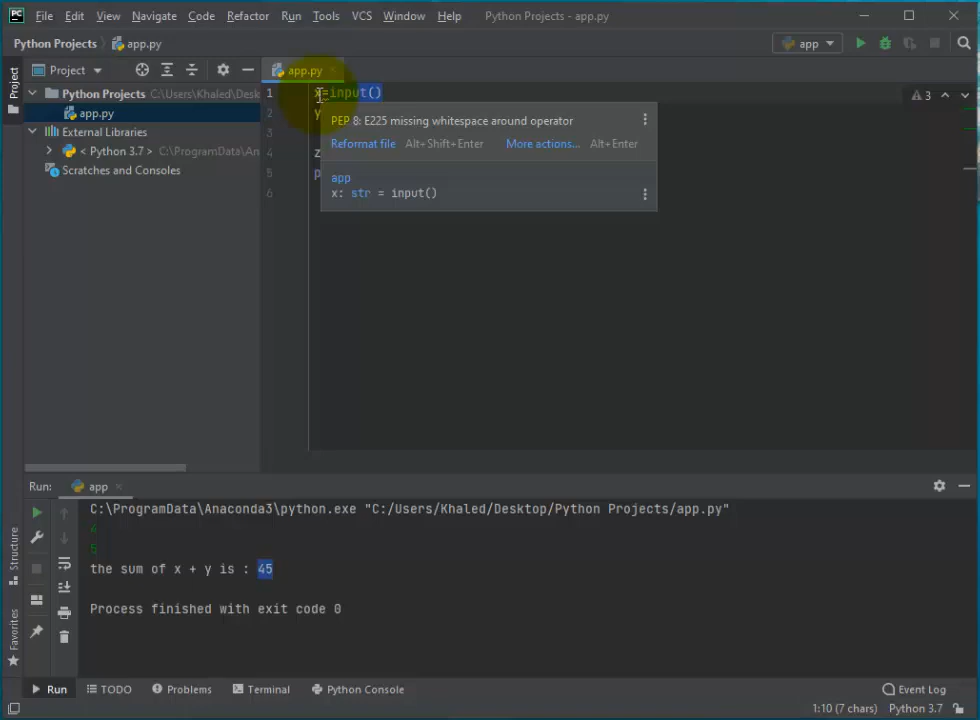 PC File Edit View Navigate Code Refactor Run Tools VCS Window Help Python Projects - app.py
Python Projects app.py app
Project Project app.py
Python Projects C:\Users\Khaled\Desk
app.py
External Libraries
< Python 3.7 > C:\ProgramData\An
Scratches and Consoles
1 x=input() 3
2 y
3
4 z
5 p
6
PEP 8: E225 missing whitespace around operator
Reformat file Alt+Shift+Enter More actions... Alt+Enter
app
x: str = input()
Run: app
C:\ProgramData\Anaconda3\python.exe "C:/Users/Khaled/Desktop/Python Projects/app.py"
4
5
the sum of x + y is : 45
Process finished with exit code 0
Structure
Favorites
Run TODO Problems Terminal Python Console Event Log
1:10 (7 chars) Python 3.7